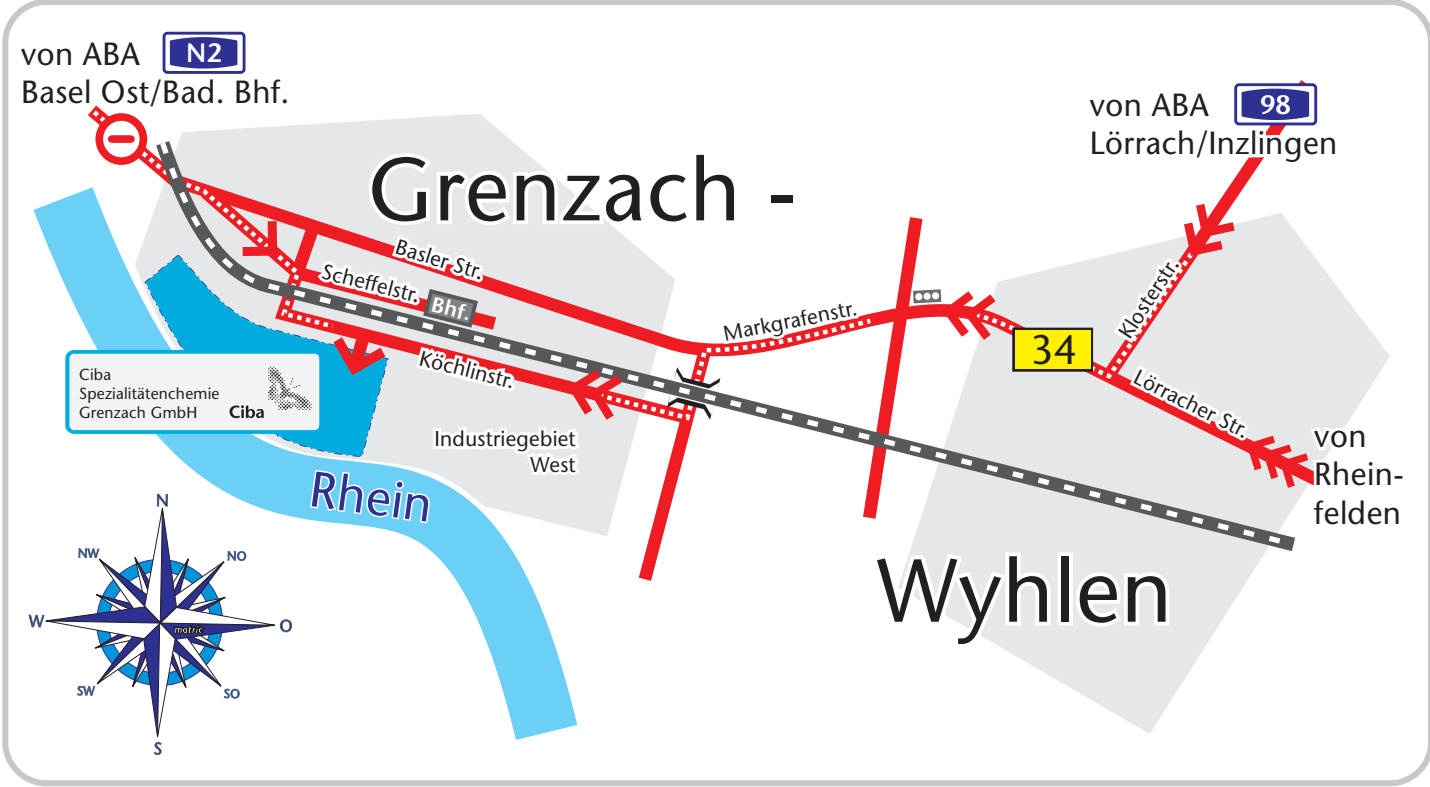 von ABA N2
Basel Ost/Bad. Bhf.
von ABA 98
Lörrach/Inzlingen
Grenzach -
Basler Str.
Scheffelstr.
Bhf.
Markgrafenstr.
Klosterstr.
34
Köchlinstr.
Lörracher Str.
Ciba
Spezialitätenchemie
Grenzach GmbH
Ciba
Industriegebiet
West
von
Rhein-
felden
Rhein
Wyhlen
N
NW
NO
W
matric
O
SW
SO
S